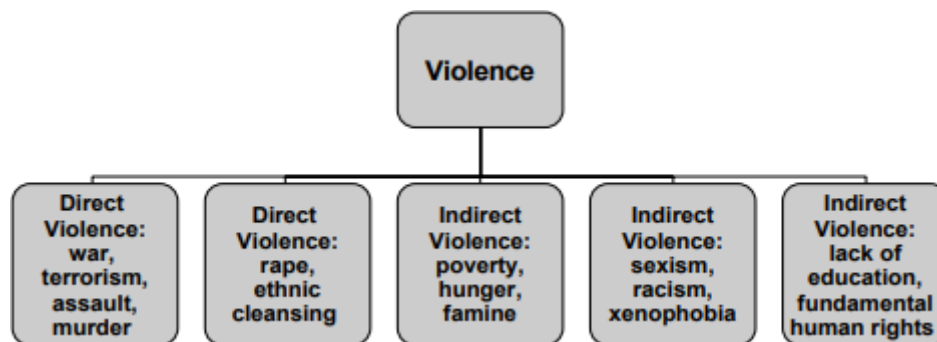 Violence
Direct
Violence:
war,
terrorism,
assault,
murder
Direct
Violence:
rape,
ethnic
cleansing
Indirect
Violence:
poverty,
hunger,
famine
Indirect
Violence:
sexism,
racism,
xenophobia
Indirect
Violence:
lack of
education,
fundamental
human rights